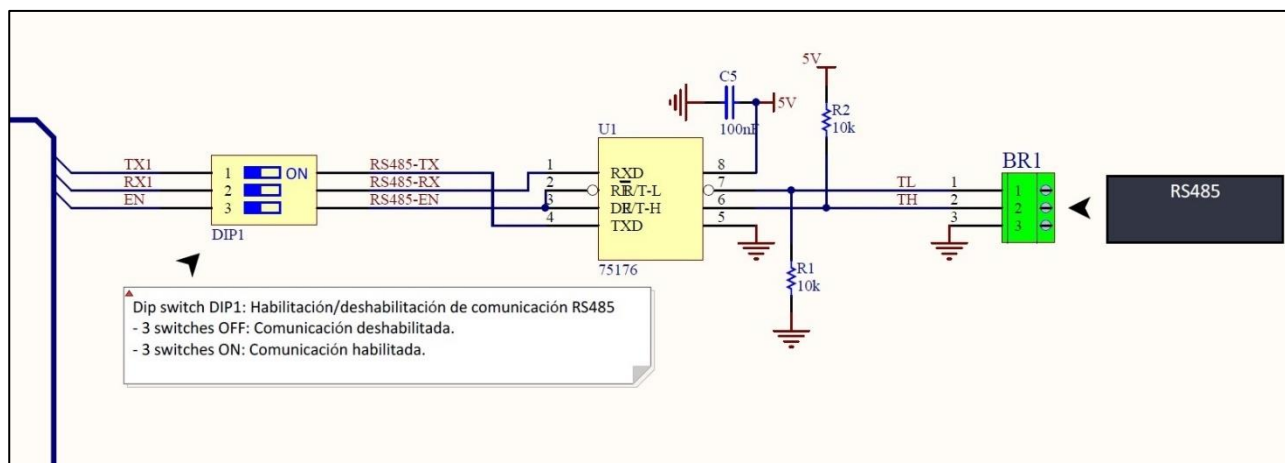 5V
C5
5V
R2
10k
100nF
U1
BR1
TX1
1
ON
RS485-TX
1
RXD
8
RX1
2
RS485-RX
2
RE
R/T-L
7
TL
1
1
RS485
EN
3
RS485-EN
3
DE
R/T-H
6
TH
2
2
4
TXD
5
3
3
DIP1
75176
R1
10k
Dip switch DIP1: Habilitación/deshabilitación de comunicación RS485
- 3 switches OFF: Comunicación deshabilitada.
- 3 switches ON: Comunicación habilitada.